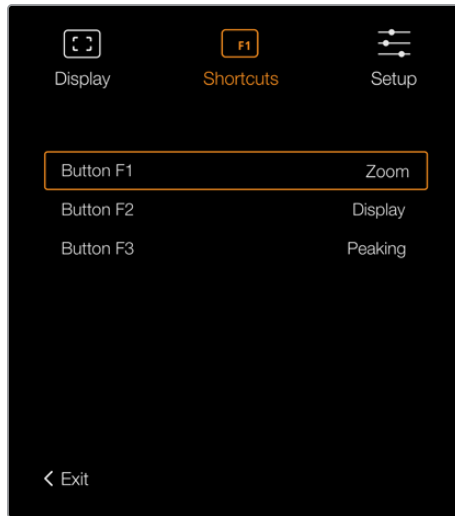 F1
Display Shortcuts Setup
Button F1 Zoom
Button F2 Display
Button F3 Peaking
Exit